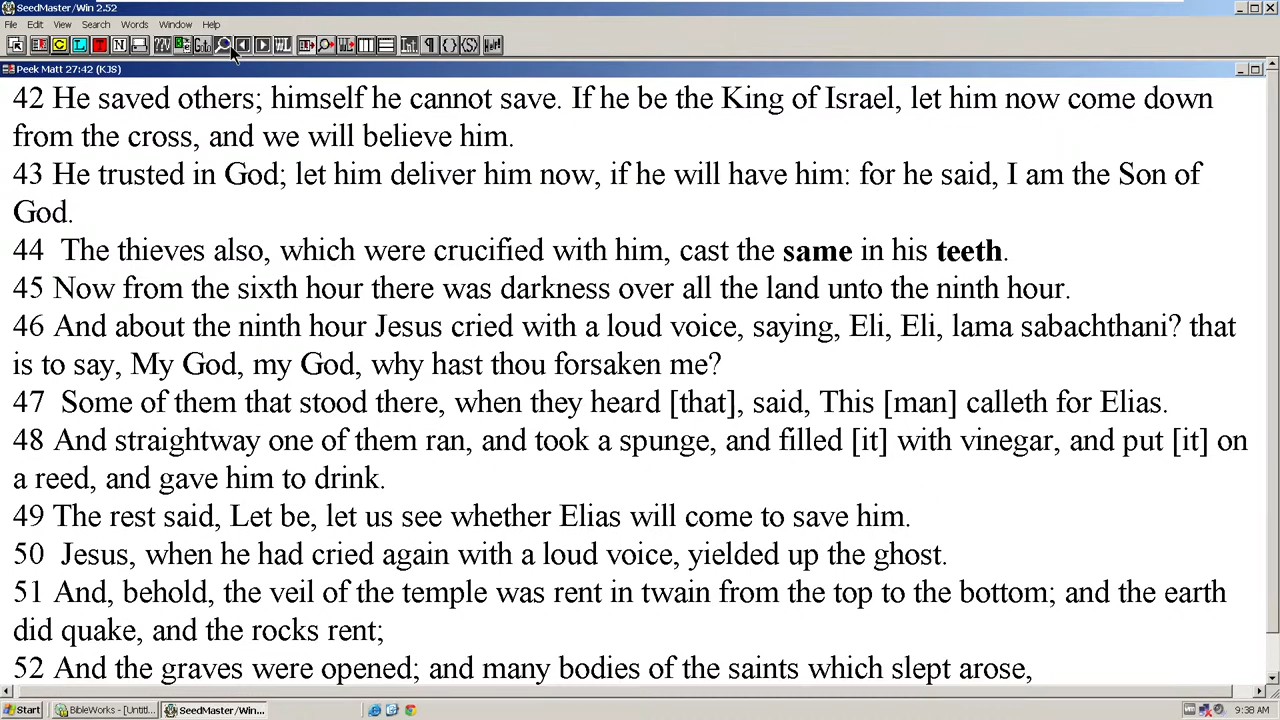 SeedMaster/Win 2.52
File Edit View Search Words Window Help
Peek Matt 27:42 (KJS)
42 He saved others; himself he cannot save. If he be the King of Israel, let him now come down
from the cross, and we will believe him.
43 He trusted in God; let him deliver him now, if he will have him: for he said, I am the Son of
God.
44 The thieves also, which were crucified with him, cast the same in his teeth.
45 Now from the sixth hour there was darkness over all the land unto the ninth hour.
46 And about the ninth hour Jesus cried with a loud voice, saying, Eli, Eli, lama sabachthani? that
is to say, My God, my God, why hast thou forsaken me?
47 Some of them that stood there, when they heard [that], said, This [man] calleth for Elias.
48 And straightway one of them ran, and took a spunge, and filled [it] with vinegar, and put [it] on
a reed, and gave him to drink.
49 The rest said, Let be, let us see whether Elias will come to save him.
50 Jesus, when he had cried again with a loud voice, yielded up the ghost.
51 And, behold, the veil of the temple was rent in twain from the top to the bottom; and the earth
did quake, and the rocks rent;
52 And the graves were opened; and many bodies of the saints which slept arose,
Start BibleWorks - [Untitl... SeedMaster/Win... 9:38 AM